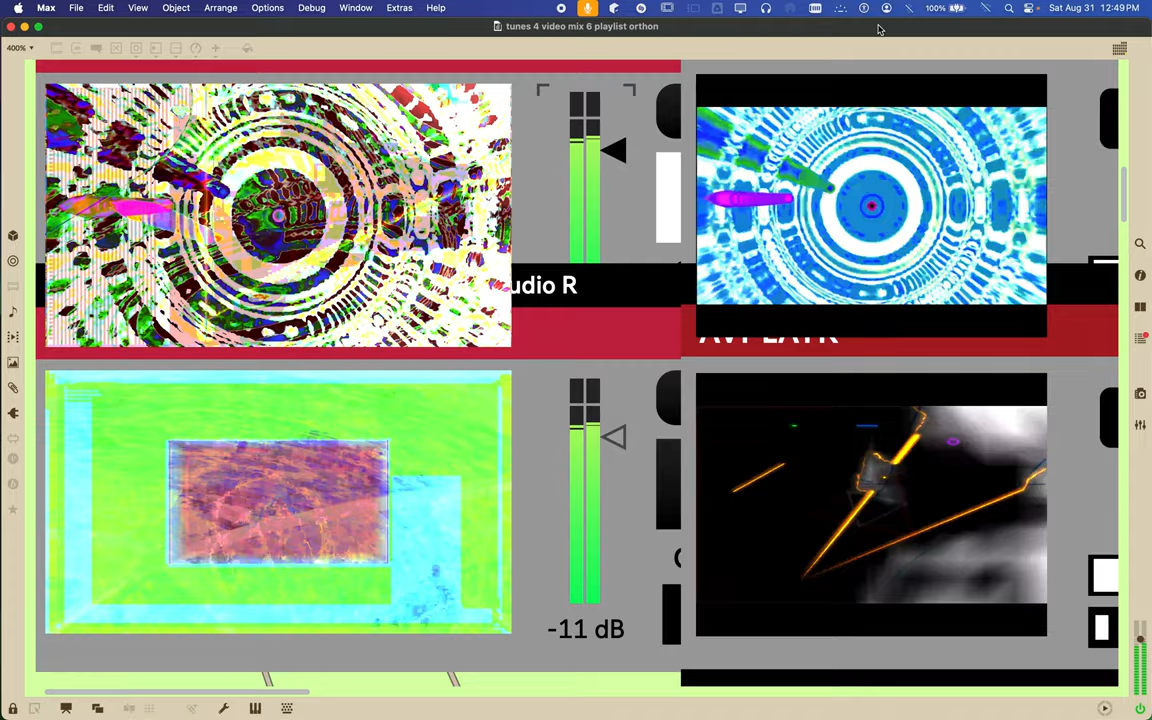 Max File Edit View Object Arrange Options Debug Window Extras Help 100% Sat Aug 31 12:49 PM
tunes 4 video mix 6 playlist orthon
400%
udio R
-11 dB